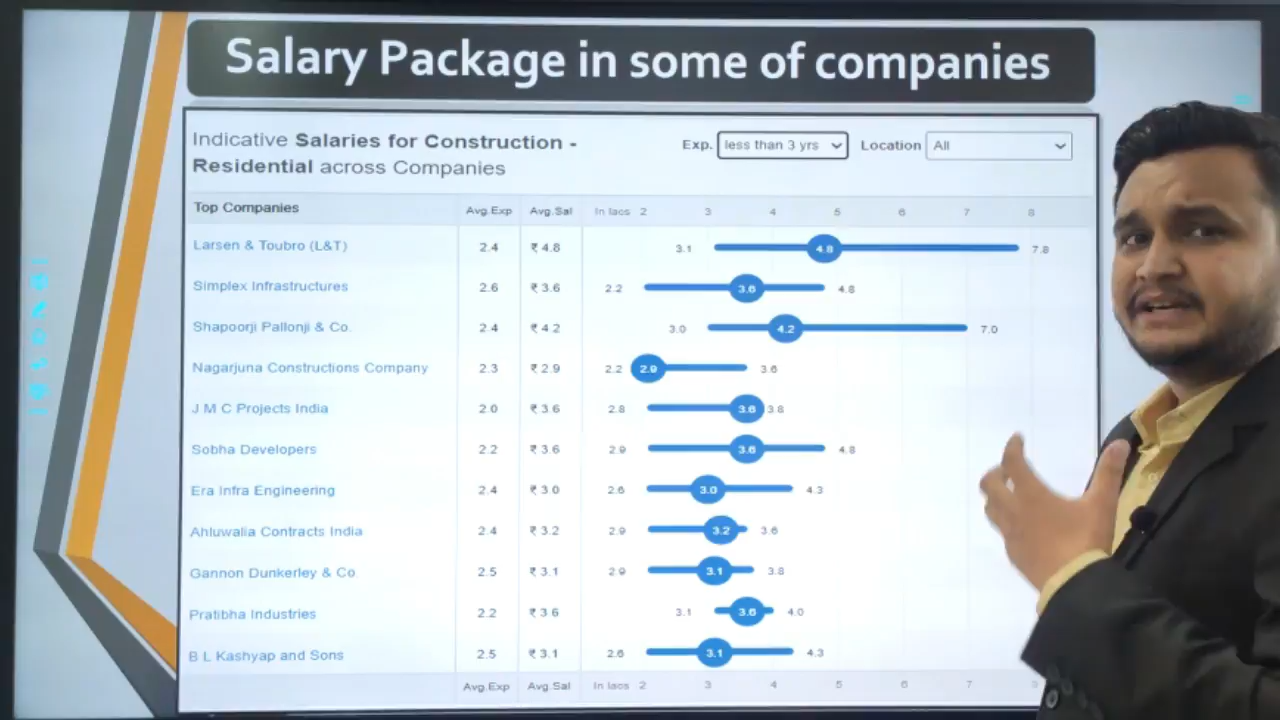 Salary Package in some of companies
Indicative Salaries for Construction -
Residential across Companies
Exp. less than 3 yrs Location All
Top Companies Avg.Exp Avg.Sal In lacs 2 3 4 5 6 7 8
Larsen & Toubro (L&T) 2.4 ₹ 4.8 3.1 4.8 7.8
Simplex Infrastructures 2.6 ₹ 3.6 2.2 3.6 4.8
Shapoorji Pallonji & Co. 2.4 ₹ 4.2 3.0 4.2 7.0
Nagarjuna Constructions Company 2.3 ₹ 2.9 2.2 2.9 3.6
J M C Projects India 2.0 ₹ 3.6 2.8 3.6 3.8
Sobha Developers 2.2 ₹ 3.6 2.9 3.6 4.8
Era Infra Engineering 2.4 ₹ 3.0 2.6 3.0 4.3
Ahluwalia Contracts India 2.4 ₹ 3.2 2.9 3.2 3.6
Gannon Dunkerley & Co. 2.5 ₹ 3.1 2.9 3.1 3.8
Pratibha Industries 2.2 ₹ 3.6 3.1 3.6 4.0
B L Kashyap and Sons 2.5 ₹ 3.1 2.6 3.1 4.3
Avg.Exp Avg.Sal In lacs 2 3 4 5 6 7